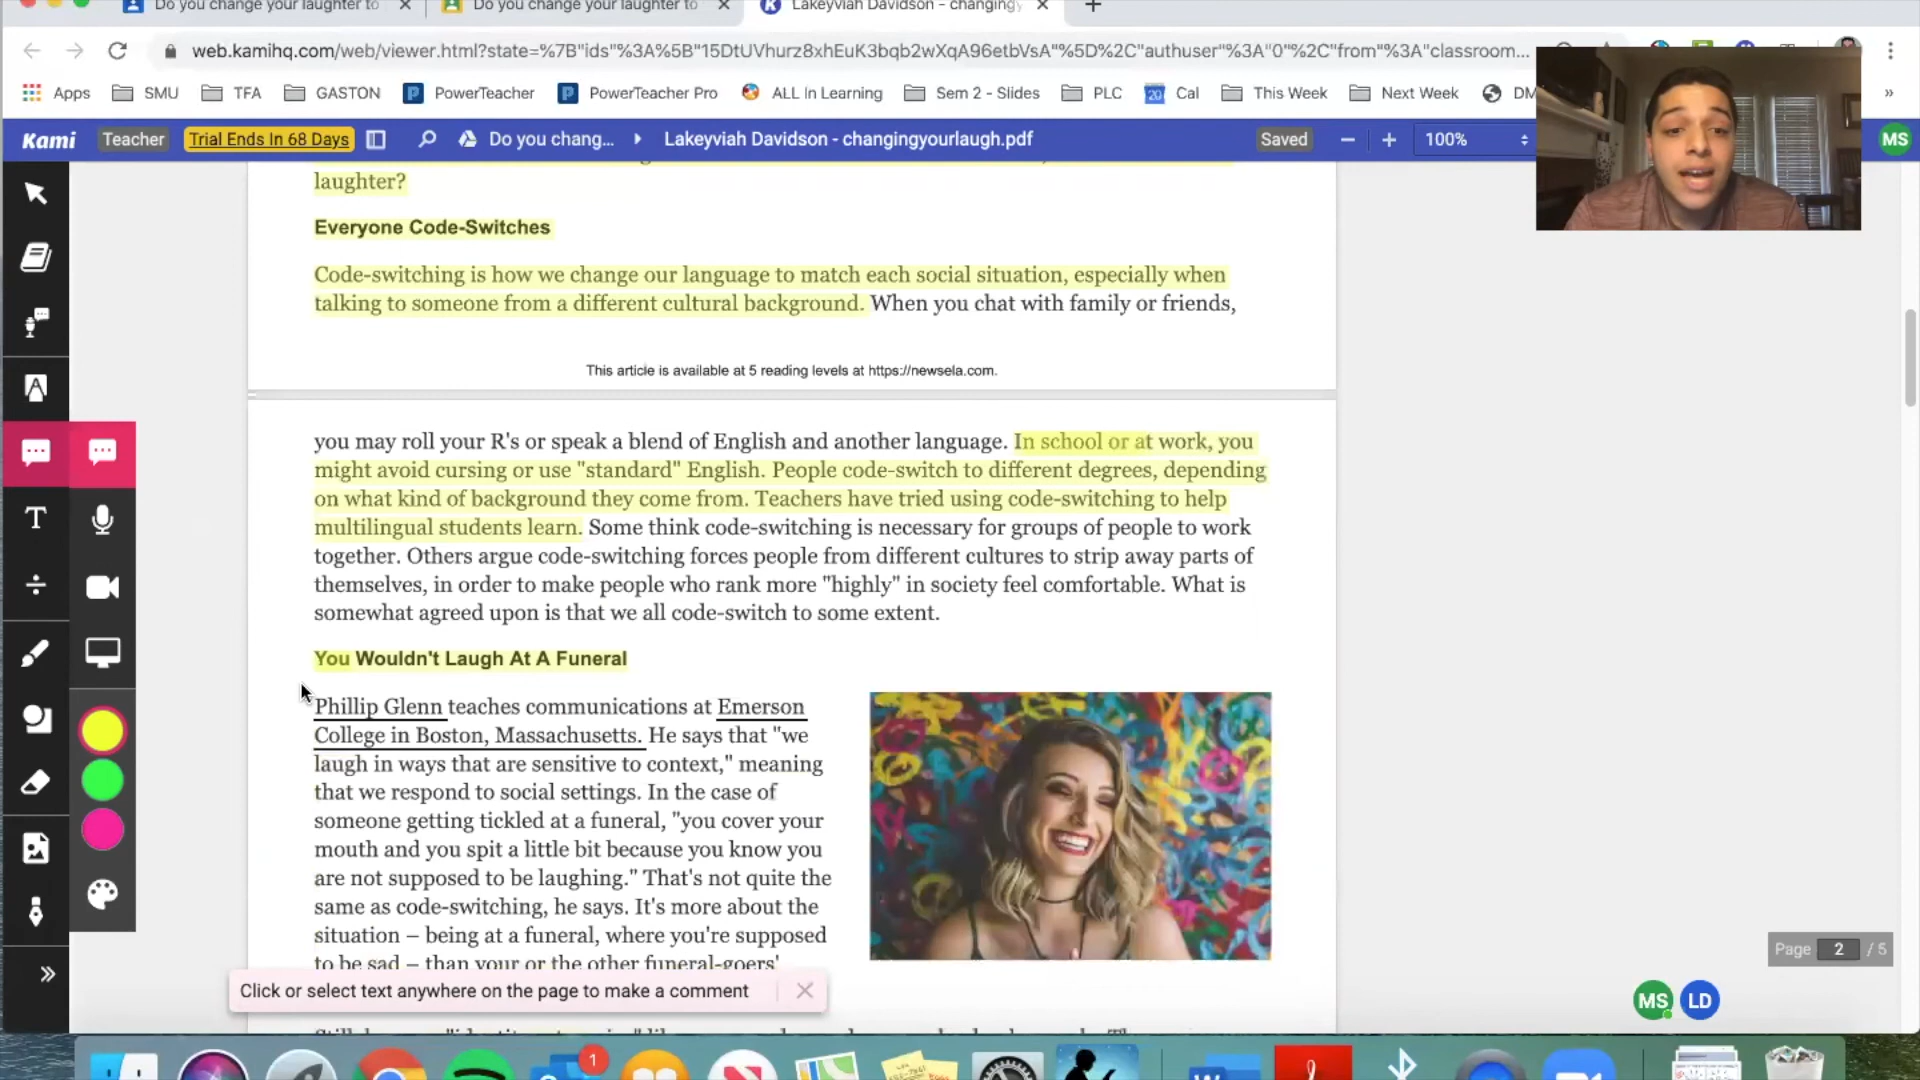 Do you change your laughter to
Do you change your laughter to
Lakeyviah Davidson - changingy
web.kamihq.com/web/viewer.html?state=%7B"ids"%3A%5B"15DtUVhurz8xhEuK3bqb2wXqA96etbVsA"%5D%2C"authuser"%3A"0"%2C"from"%3A"classroom...
Apps SMU TFA GASTON PowerTeacher PowerTeacher Pro ALL In Learning Sem 2 - Slides PLC 20 Cal This Week Next Week DM »
Kami Teacher Trial Ends In 68 Days Do you chang... Lakeyviah Davidson - changingyourlaugh.pdf Saved 100% MS
laughter?
Everyone Code-Switches
Code-switching is how we change our language to match each social situation, especially when
talking to someone from a different cultural background. When you chat with family or friends,
This article is available at 5 reading levels at https://newsela.com.
you may roll your R's or speak a blend of English and another language. In school or at work, you
might avoid cursing or use "standard" English. People code-switch to different degrees, depending
on what kind of background they come from. Teachers have tried using code-switching to help
multilingual students learn. Some think code-switching is necessary for groups of people to work
together. Others argue code-switching forces people from different cultures to strip away parts of
themselves, in order to make people who rank more "highly" in society feel comfortable. What is
somewhat agreed upon is that we all code-switch to some extent.
You Wouldn't Laugh At A Funeral
Phillip Glenn teaches communications at Emerson
College in Boston, Massachusetts. He says that "we
laugh in ways that are sensitive to context," meaning
that we respond to social settings. In the case of
someone getting tickled at a funeral, "you cover your
mouth and you spit a little bit because you know you
are not supposed to be laughing." That's not quite the
same as code-switching, he says. It's more about the
situation – being at a funeral, where you're supposed
to be sad – than your or the other funeral-goers'
Click or select text anywhere on the page to make a comment
Page 2 / 5
MS LD
1